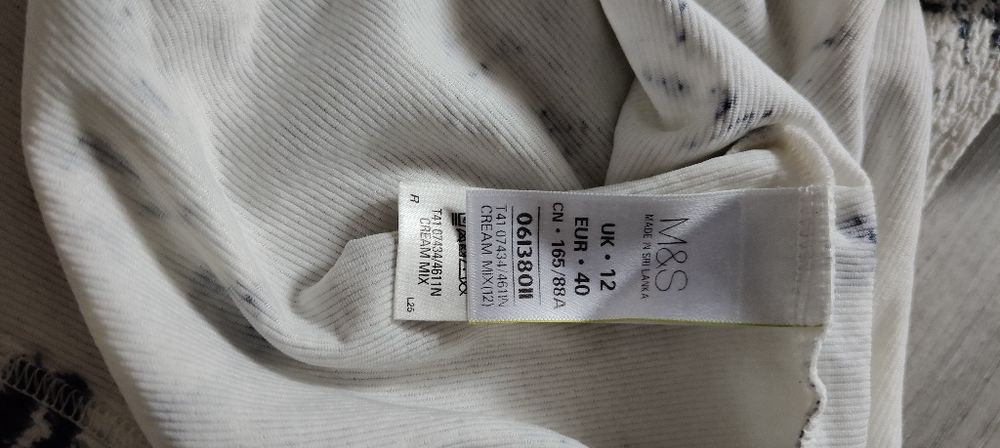 M&S
MADE IN SRI LANKA
UK • 12
EUR • 40
CN • 165/88A
06138011
T41 07434/4611N
CREAM MIX(12)
T41 07434/4611N
CREAM MIX
R
L25